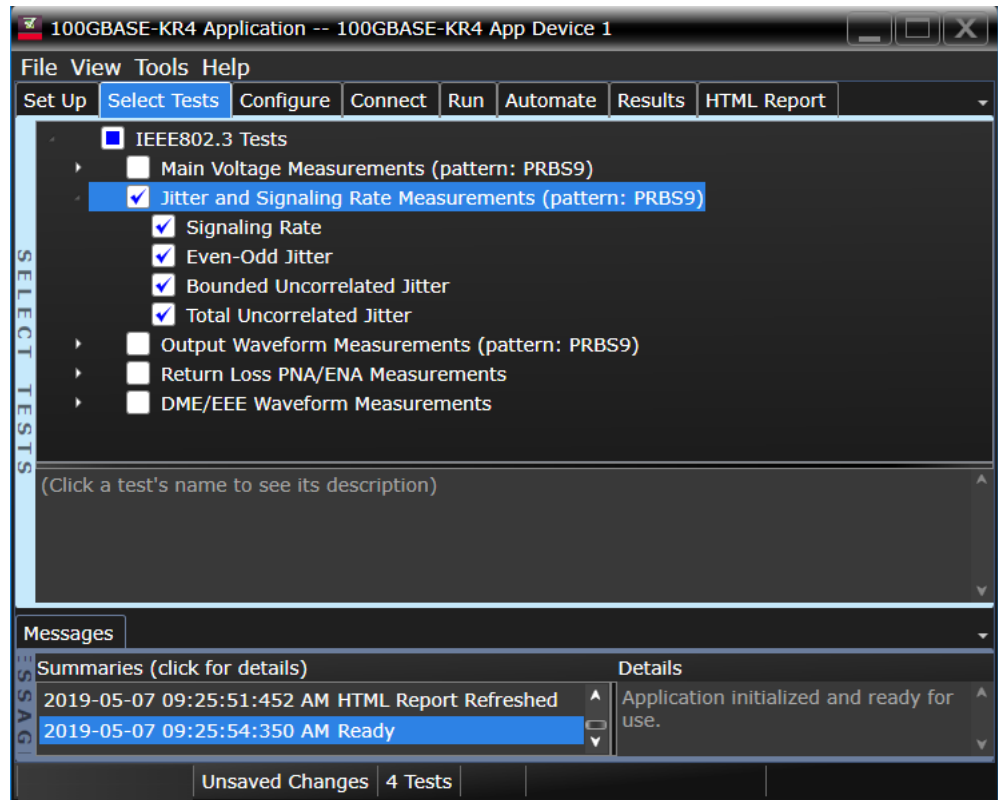 100GBASE-KR4 Application -- 100GBASE-KR4 App Device 1
File View Tools Help
Set Up Select Tests Configure Connect Run Automate Results HTML Report
SELECT TESTS
IEEE802.3 Tests
Main Voltage Measurements (pattern: PRBS9)
Jitter and Signaling Rate Measurements (pattern: PRBS9)
Signaling Rate
Even-Odd Jitter
Bounded Uncorrelated Jitter
Total Uncorrelated Jitter
Output Waveform Measurements (pattern: PRBS9)
Return Loss PNA/ENA Measurements
DME/EEE Waveform Measurements
(Click a test's name to see its description)
Messages
Summaries (click for details) Details
2019-05-07 09:25:51:452 AM HTML Report Refreshed
2019-05-07 09:25:54:350 AM Ready
Application initialized and ready for
use.
Unsaved Changes 4 Tests